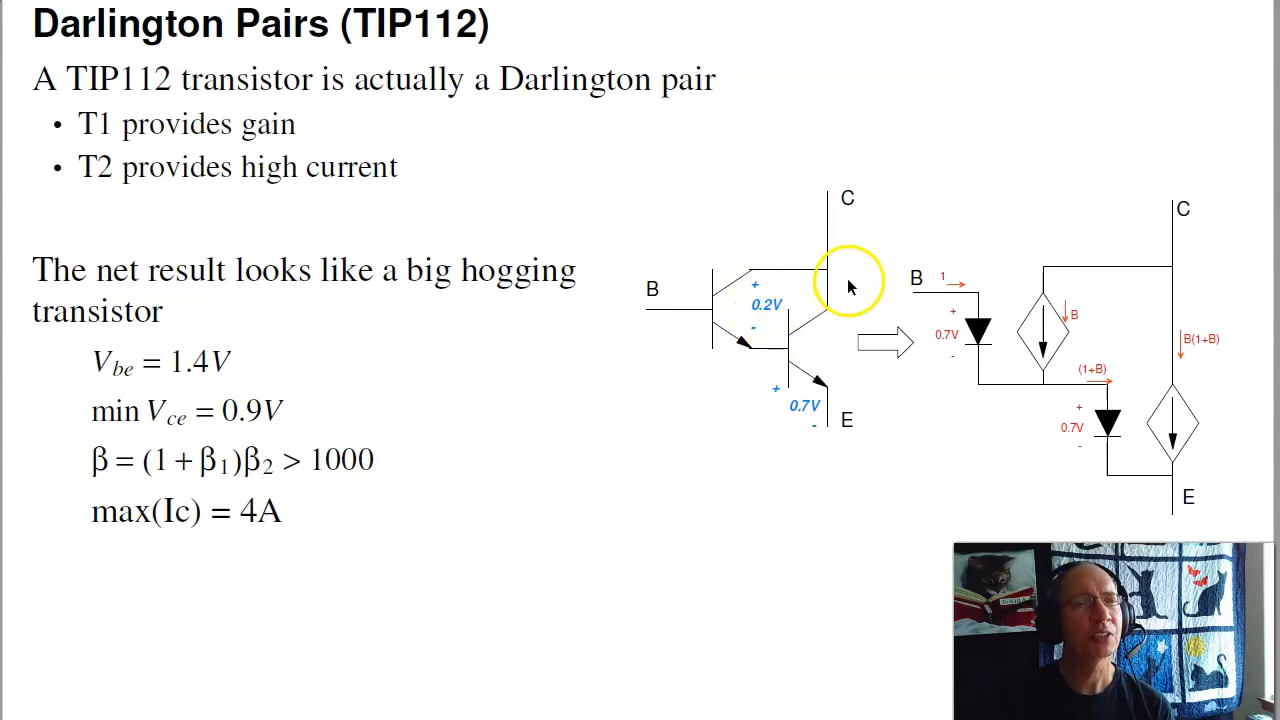 Darlington Pairs (TIP112)
A TIP112 transistor is actually a Darlington pair
• T1 provides gain
• T2 provides high current
The net result looks like a big hogging
transistor
V_be = 1.4V
min V_ce = 0.9V
β = (1 + β₁)β₂ > 1000
max(Ic) = 4A
C
B
+
0.2V
-
+
0.7V
-
E
C
B
1
+
0.7V
-
B
B(1+B)
(1+B)
+
0.7V
-
E